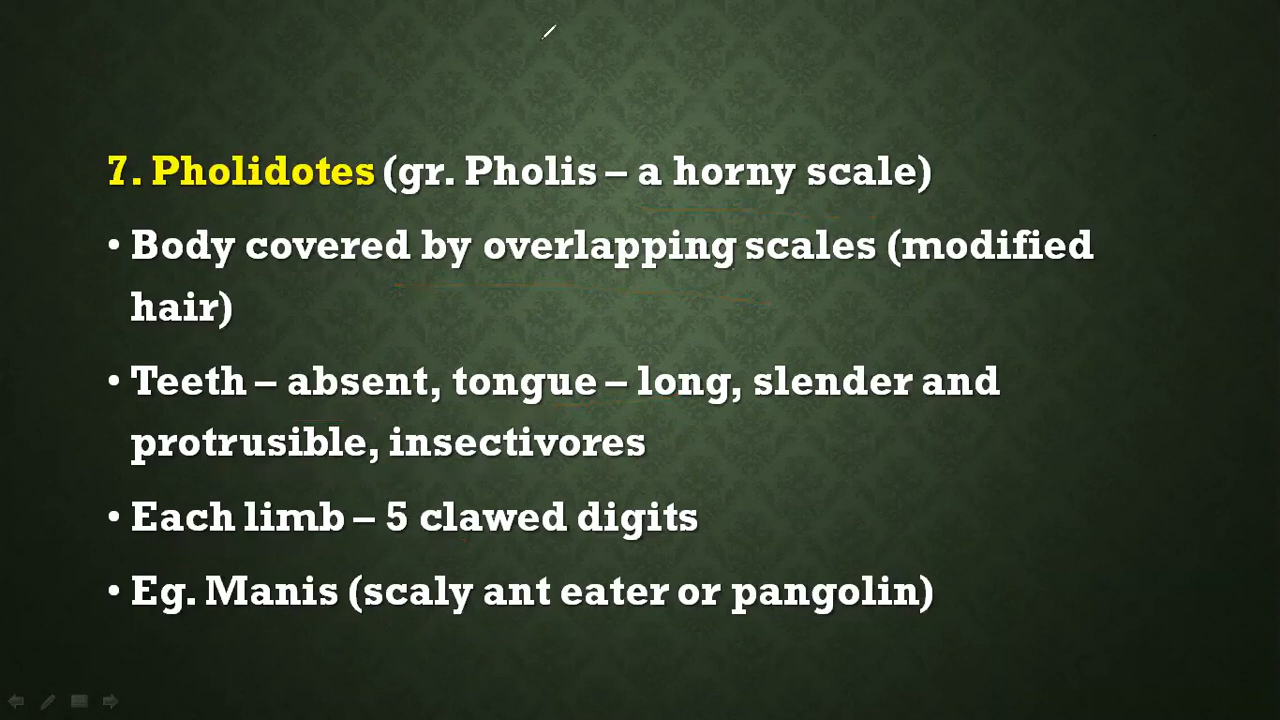 7. Pholidotes (gr. Pholis – a horny scale)
• Body covered by overlapping scales (modified
hair)
• Teeth – absent, tongue – long, slender and
protrusible, insectivores
• Each limb – 5 clawed digits
• Eg. Manis (scaly ant eater or pangolin)